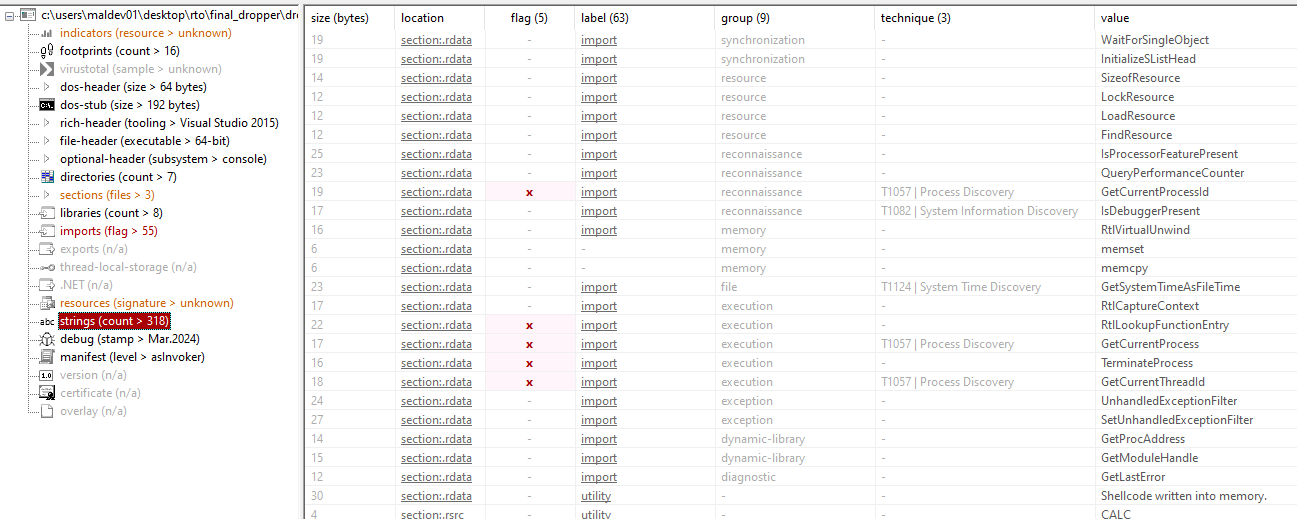 c:\users\maldev01\desktop\rto\final_dropper\dr
indicators (resource > unknown)
footprints (count > 16)
virustotal (sample > unknown)
dos-header (size > 64 bytes)
dos-stub (size > 192 bytes)
rich-header (tooling > Visual Studio 2015)
file-header (executable > 64-bit)
optional-header (subsystem > console)
directories (count > 7)
sections (files > 3)
libraries (count > 8)
imports (flag > 55)
exports (n/a)
thread-local-storage (n/a)
.NET (n/a)
resources (signature > unknown)
abc strings (count > 318)
debug (stamp > Mar.2024)
manifest (level > asInvoker)
1.0 version (n/a)
certificate (n/a)
overlay (n/a)
size (bytes) location flag (5) label (63) group (9) technique (3) value
19 section:.rdata - import synchronization - WaitForSingleObject
19 section:.rdata - import synchronization - InitializeSListHead
14 section:.rdata - import resource - SizeofResource
12 section:.rdata - import resource - LockResource
12 section:.rdata - import resource - LoadResource
12 section:.rdata - import resource - FindResource
25 section:.rdata - import reconnaissance - IsProcessorFeaturePresent
23 section:.rdata - import reconnaissance - QueryPerformanceCounter
19 section:.rdata x import reconnaissance T1057 | Process Discovery GetCurrentProcessId
17 section:.rdata - import reconnaissance T1082 | System Information Discovery IsDebuggerPresent
16 section:.rdata - import memory - RtlVirtualUnwind
6 section:.rdata - - memory - memset
6 section:.rdata - - memory - memcpy
23 section:.rdata - import file T1124 | System Time Discovery GetSystemTimeAsFileTime
17 section:.rdata - import execution - RtlCaptureContext
22 section:.rdata x import execution - RtlLookupFunctionEntry
17 section:.rdata x import execution T1057 | Process Discovery GetCurrentProcess
16 section:.rdata x import execution - TerminateProcess
18 section:.rdata x import execution T1057 | Process Discovery GetCurrentThreadId
24 section:.rdata - import exception - UnhandledExceptionFilter
27 section:.rdata - import exception - SetUnhandledExceptionFilter
14 section:.rdata - import dynamic-library - GetProcAddress
15 section:.rdata - import dynamic-library - GetModuleHandle
12 section:.rdata - import diagnostic - GetLastError
30 section:.rdata - utility - - Shellcode written into memory.
4 section:.rsrc - utility - - CALC